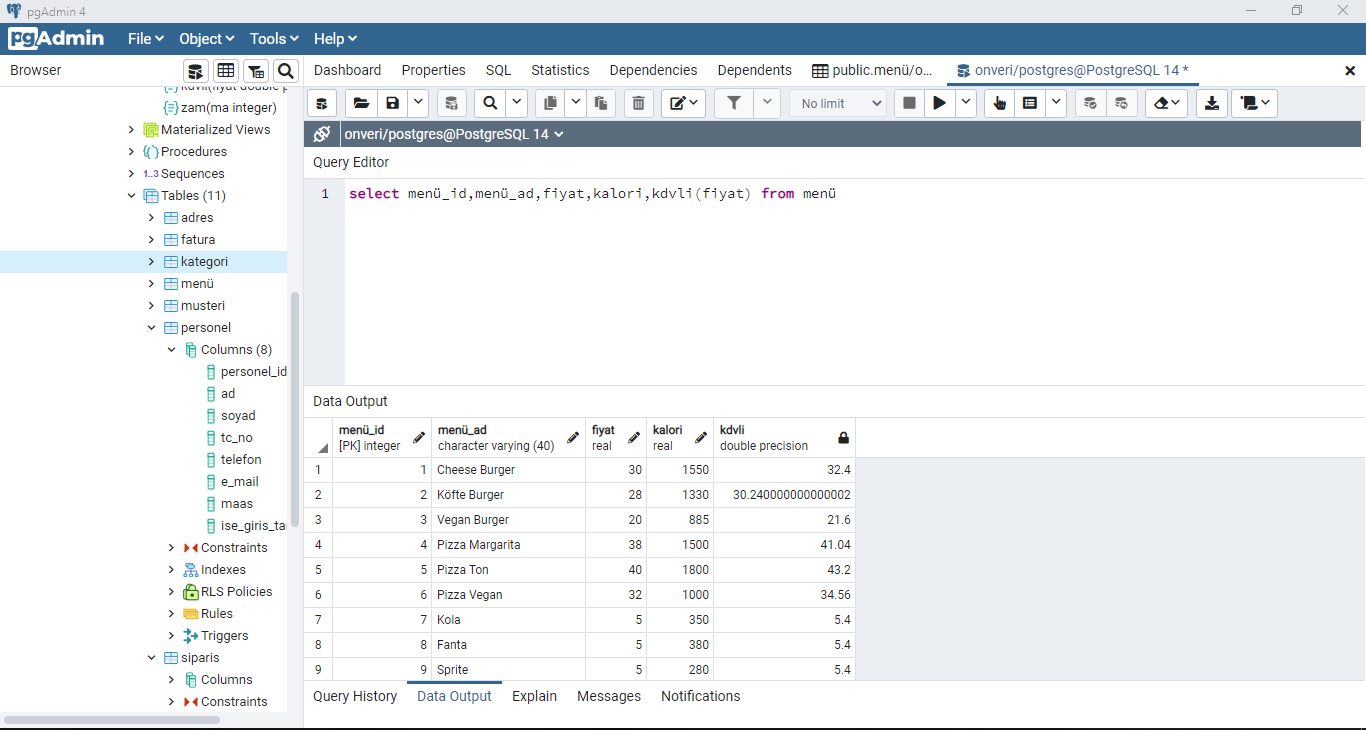 pgAdmin 4
pgAdmin File Object Tools Help
Browser
Dashboard Properties SQL Statistics Dependencies Dependents public.menü/o... onveri/postgres@PostgreSQL 14 *
No limit
onveri/postgres@PostgreSQL 14
Query Editor
1 select menü_id,menü_ad,fiyat,kalori,kdvli(fiyat) from menü
zam(ma integer)
Materialized Views
Procedures
1..3 Sequences
Tables (11)
adres
fatura
kategori
menü
musteri
personel
Columns (8)
personel_id
ad
soyad
tc_no
telefon
e_mail
maas
ise_giris_ta
Constraints
Indexes
RLS Policies
Rules
Triggers
siparis
Columns
Constraints
Data Output
menü_id menü_ad fiyat kalori kdvli
[PK] integer character varying (40) real real double precision
1 1 Cheese Burger 30 1550 32.4
2 2 Köfte Burger 28 1330 30.240000000000002
3 3 Vegan Burger 20 885 21.6
4 4 Pizza Margarita 38 1500 41.04
5 5 Pizza Ton 40 1800 43.2
6 6 Pizza Vegan 32 1000 34.56
7 7 Kola 5 350 5.4
8 8 Fanta 5 380 5.4
9 9 Sprite 5 280 5.4
Query History Data Output Explain Messages Notifications